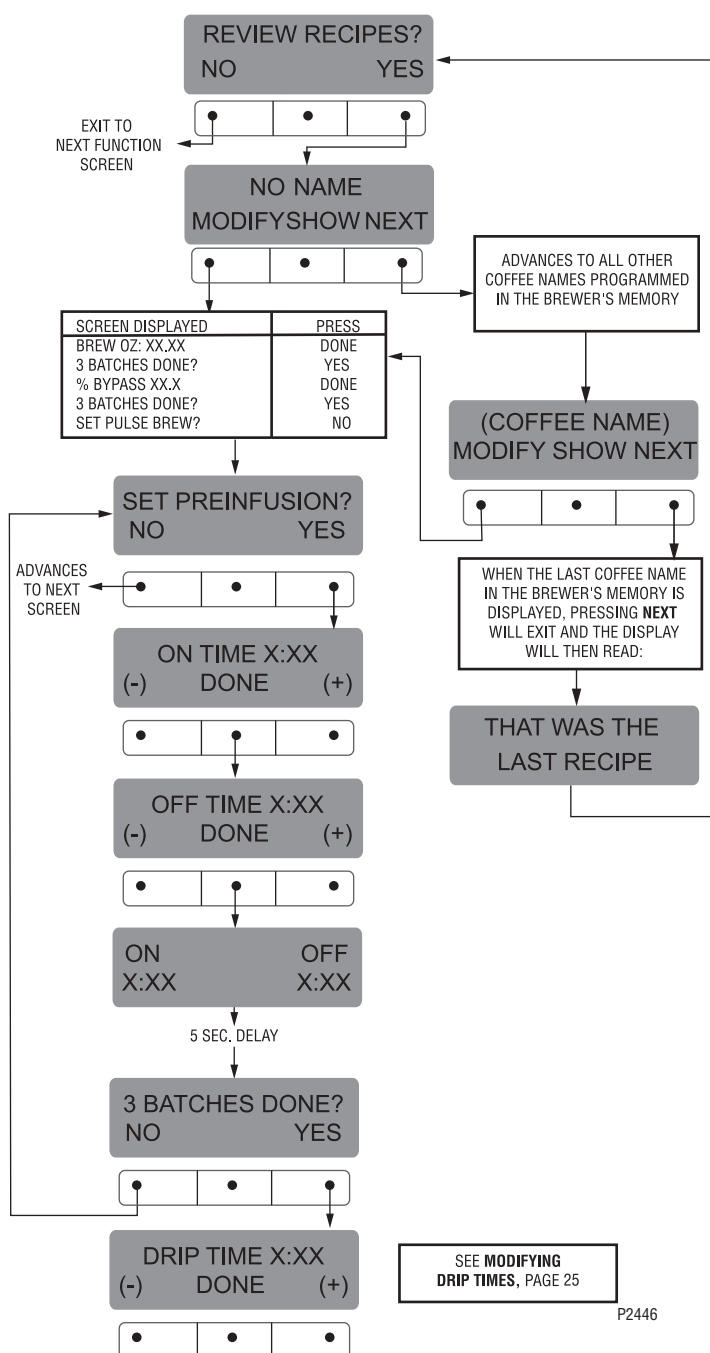 REVIEW RECIPES?
NO YES
EXIT TO
NEXT FUNCTION
SCREEN
NO NAME
MODIFY SHOW NEXT
ADVANCES TO ALL OTHER
COFFEE NAMES PROGRAMMED
IN THE BREWER'S MEMORY
SCREEN DISPLAYED PRESS
BREW OZ: XX.XX DONE
3 BATCHES DONE? YES
% BYPASS XX.X DONE
3 BATCHES DONE? YES
SET PULSE BREW? NO
(COFFEE NAME)
MODIFY SHOW NEXT
SET PREINFUSION?
NO YES
ADVANCES
TO NEXT
SCREEN
WHEN THE LAST COFFEE NAME
IN THE BREWER'S MEMORY IS
DISPLAYED, PRESSING NEXT
WILL EXIT AND THE DISPLAY
WILL THEN READ:
ON TIME X:XX
(-) DONE (+)
THAT WAS THE
LAST RECIPE
OFF TIME X:XX
(-) DONE (+)
ON OFF
X:XX X:XX
5 SEC. DELAY
3 BATCHES DONE?
NO YES
DRIP TIME X:XX
(-) DONE (+)
SEE MODIFYING
DRIP TIMES, PAGE 25
P2446